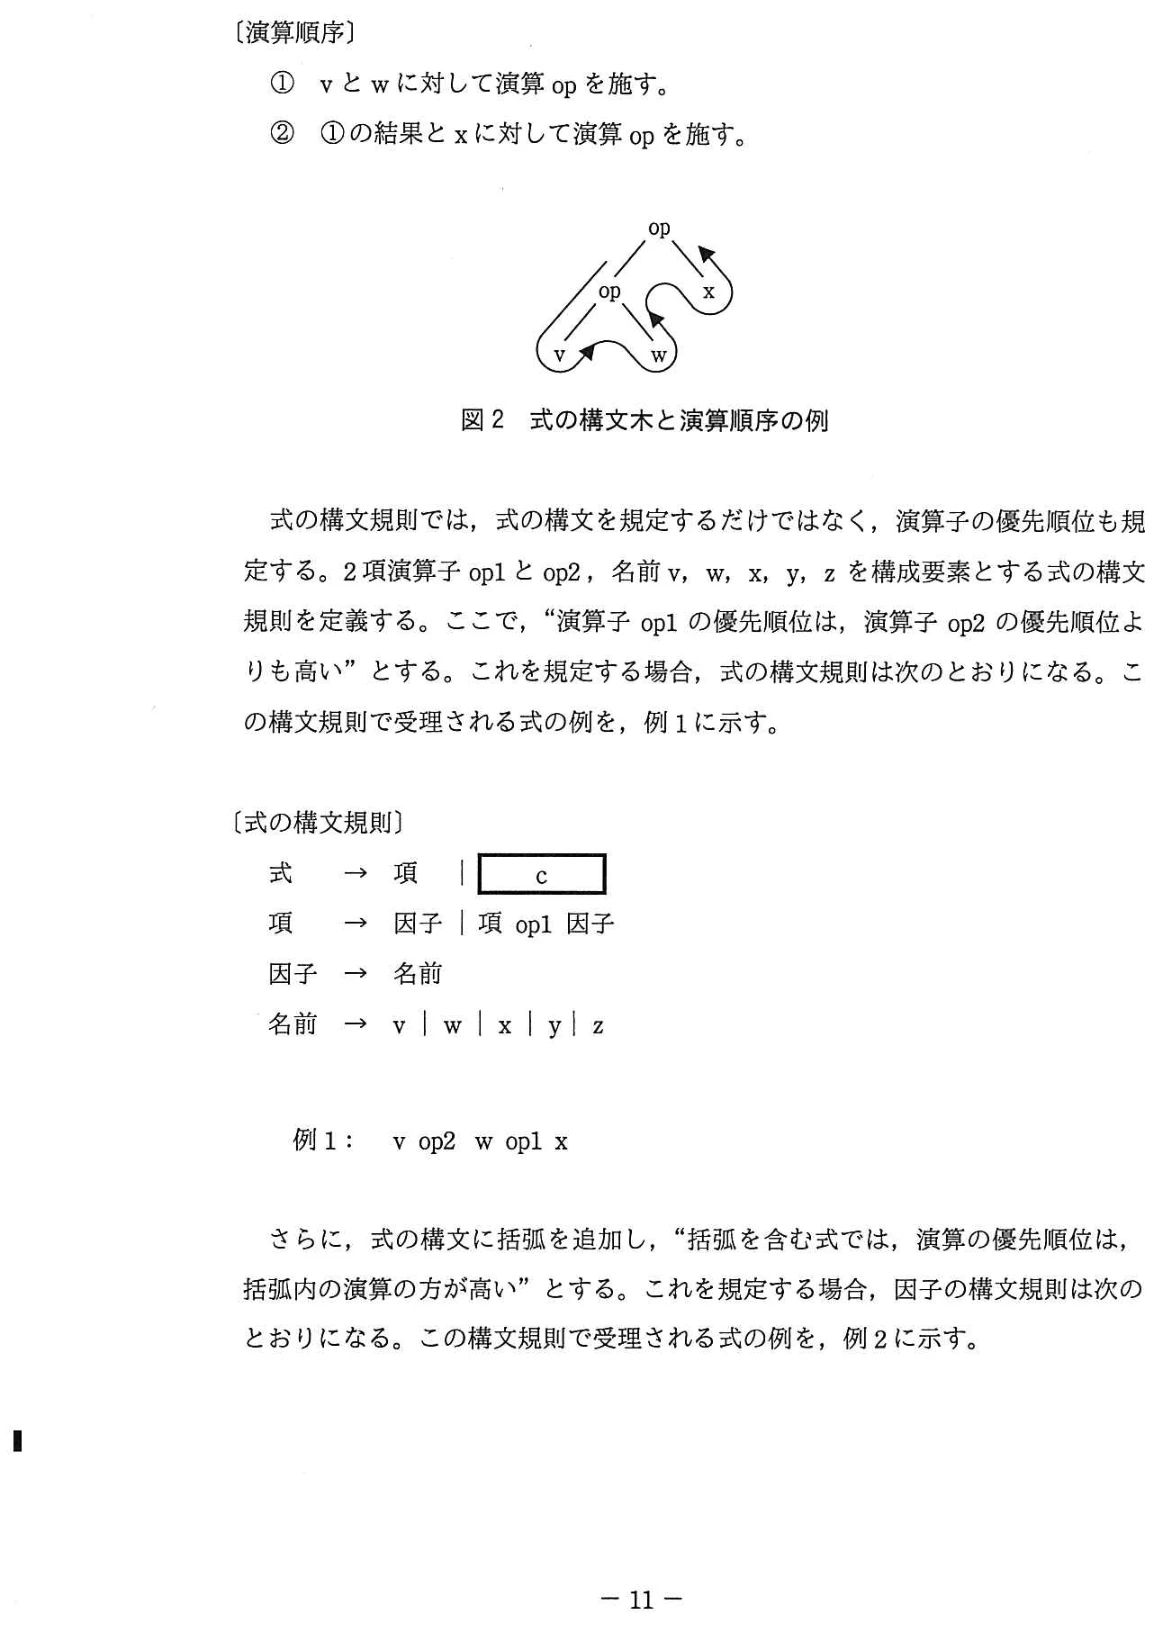 〔演算順序〕
① vとwに対して演算 op を施す。
② ①の結果とxに対して演算 op を施す。
op
op x
v w
図2 式の構文木と演算順序の例
式の構文規則では，式の構文を規定するだけではなく，演算子の優先順位も規
定する。2項演算子 op1 と op2，名前 v，w，x，y，z を構成要素とする式の構文
規則を定義する。ここで，“演算子 op1 の優先順位は，演算子 op2 の優先順位よ
りも高い”とする。これを規定する場合，式の構文規則は次のとおりになる。こ
の構文規則で受理される式の例を，例1に示す。
〔式の構文規則〕
式 → 項 | c
項 → 因子 | 項 op1 因子
因子 → 名前
名前 → v | w | x | y | z
例1： v op2 w op1 x
さらに，式の構文に括弧を追加し，“括弧を含む式では，演算の優先順位は，
括弧内の演算の方が高い”とする。これを規定する場合，因子の構文規則は次の
とおりになる。この構文規則で受理される式の例を，例2に示す。
－ 11 －